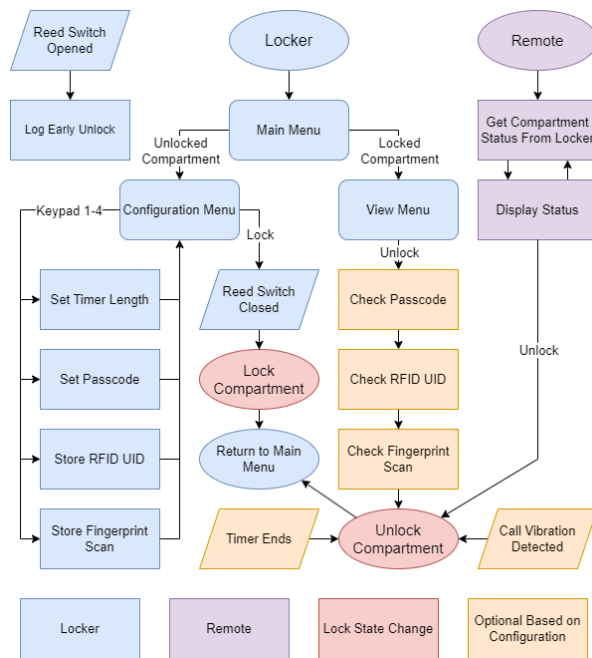 Reed Switch
Opened
Locker
Remote
Log Early Unlock
Main Menu
Get Compartment
Status From Locker
Unlocked
Compartment
Locked
Compartment
Keypad 1-4
Configuration Menu
View Menu
Display Status
Lock
Unlock
Set Timer Length
Reed Switch
Closed
Check Passcode
Unlock
Set Passcode
Lock
Compartment
Check RFID UID
Store RFID UID
Return to Main
Menu
Check Fingerprint
Scan
Store Fingerprint
Scan
Timer Ends
Unlock
Compartment
Call Vibration
Detected
Locker
Remote
Lock State Change
Optional Based on
Configuration